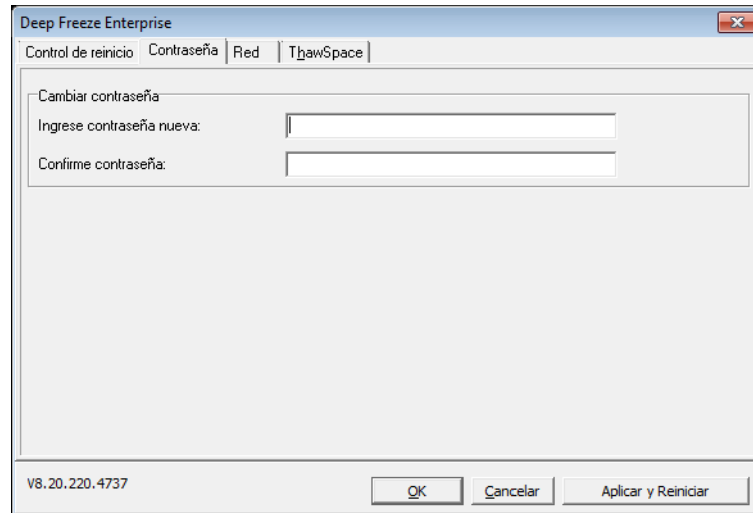 Deep Freeze Enterprise
Control de reinicio Contraseña Red ThawSpace
Cambiar contraseña
Ingrese contraseña nueva:
Confirme contraseña:
V8.20.220.4737 OK Cancelar Aplicar y Reiniciar